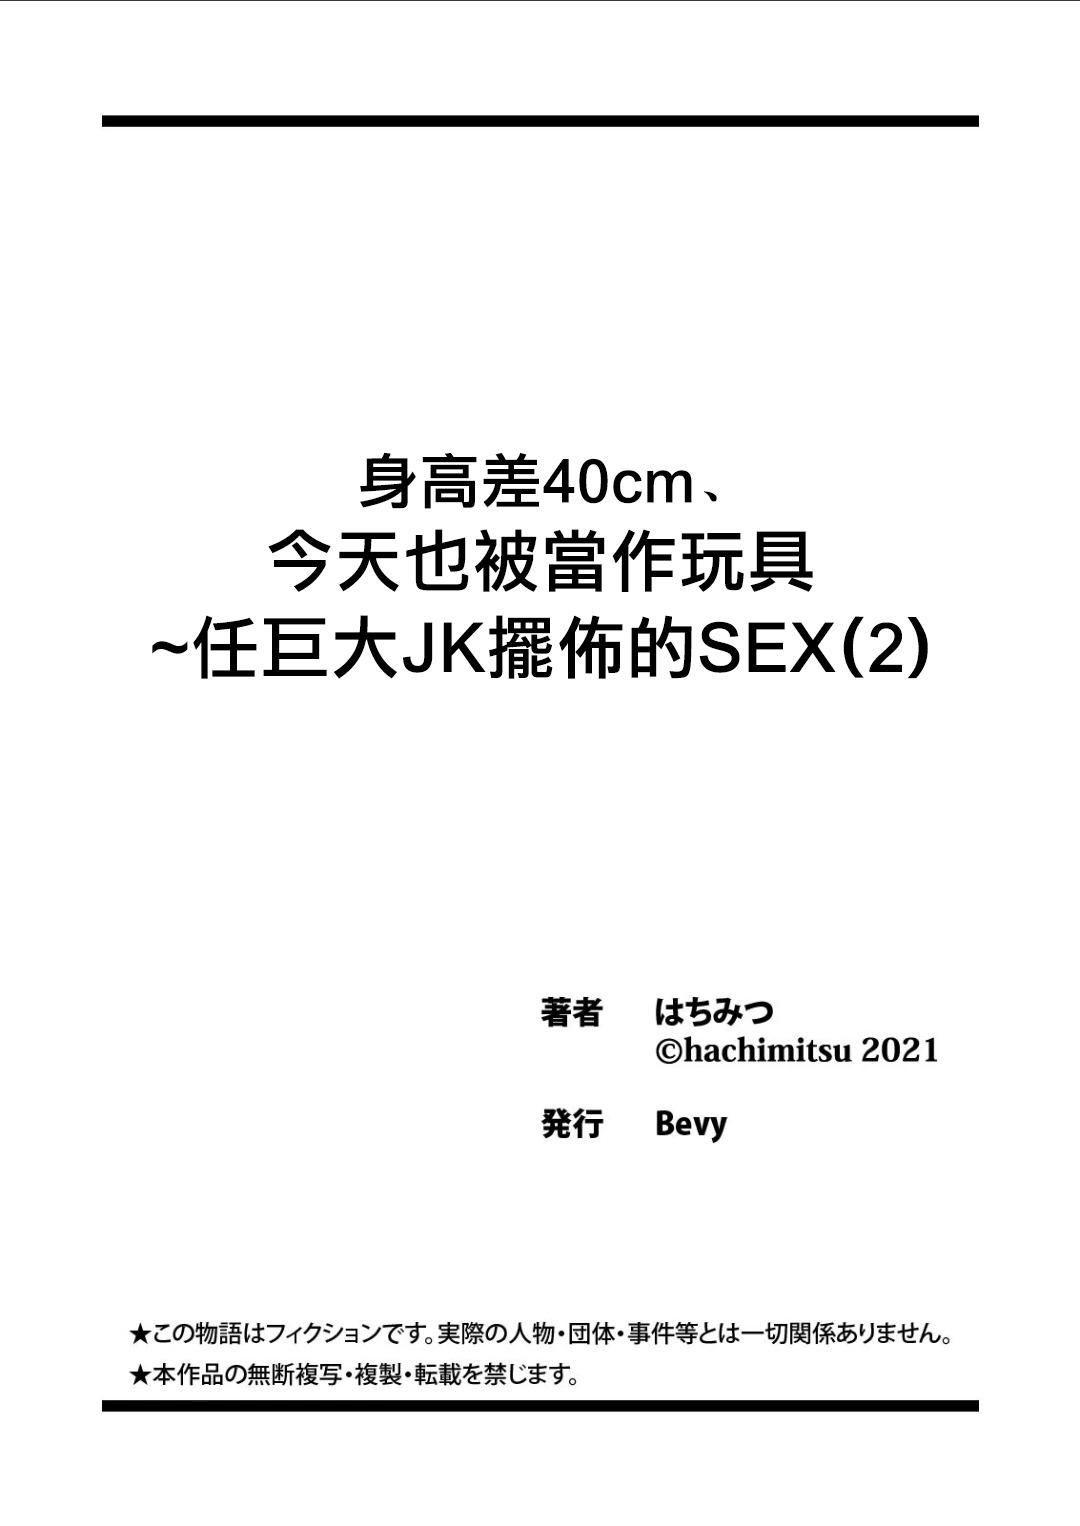 身高差40cm、
今天也被當作玩具
~任巨大JK擺佈的SEX(2)
著者 はちみつ
©hachimitsu 2021
発行 Bevy
★この物語はフィクションです。実際の人物・団体・事件等とは一切関係ありません。
★本作品の無断複写・複製・転載を禁じます。